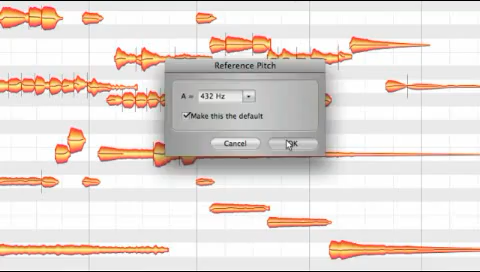 Reference Pitch
A = 432 Hz
Make this the default
Cancel OK